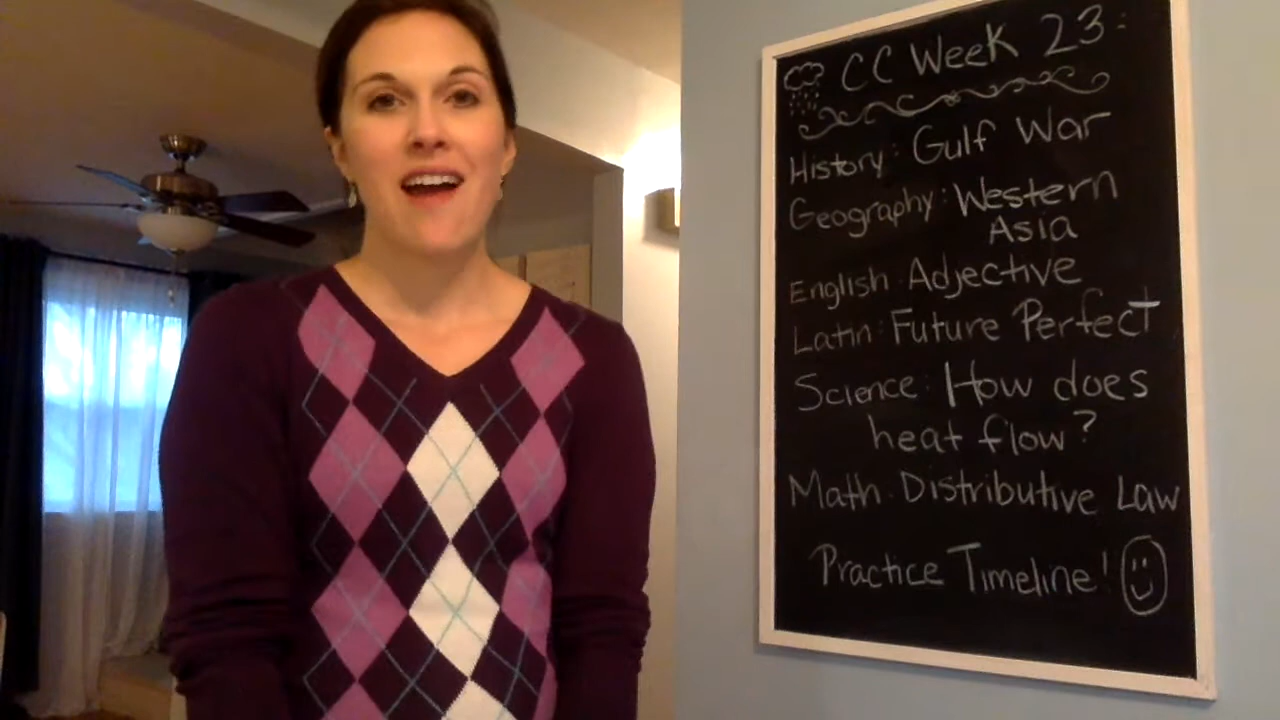 CC Week 23:
History: Gulf War
Geography: Western
Asia
English Adjective
Latin: Future Perfect
Science: How does
heat flow?
Math: Distributive Law
Practice Timeline!